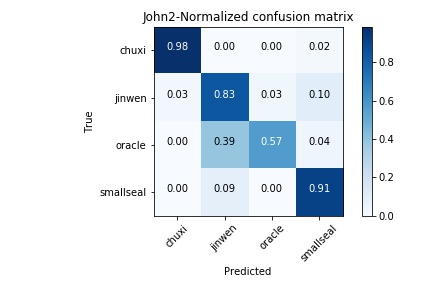 John2-Normalized confusion matrix
chuxi 0.98 0.00 0.00 0.02
jinwen 0.03 0.83 0.03 0.10
oracle 0.00 0.39 0.57 0.04
smallseal 0.00 0.09 0.00 0.91
True
chuxi jinwen oracle smallseal
Predicted
0.8
0.6
0.4
0.2
0.0